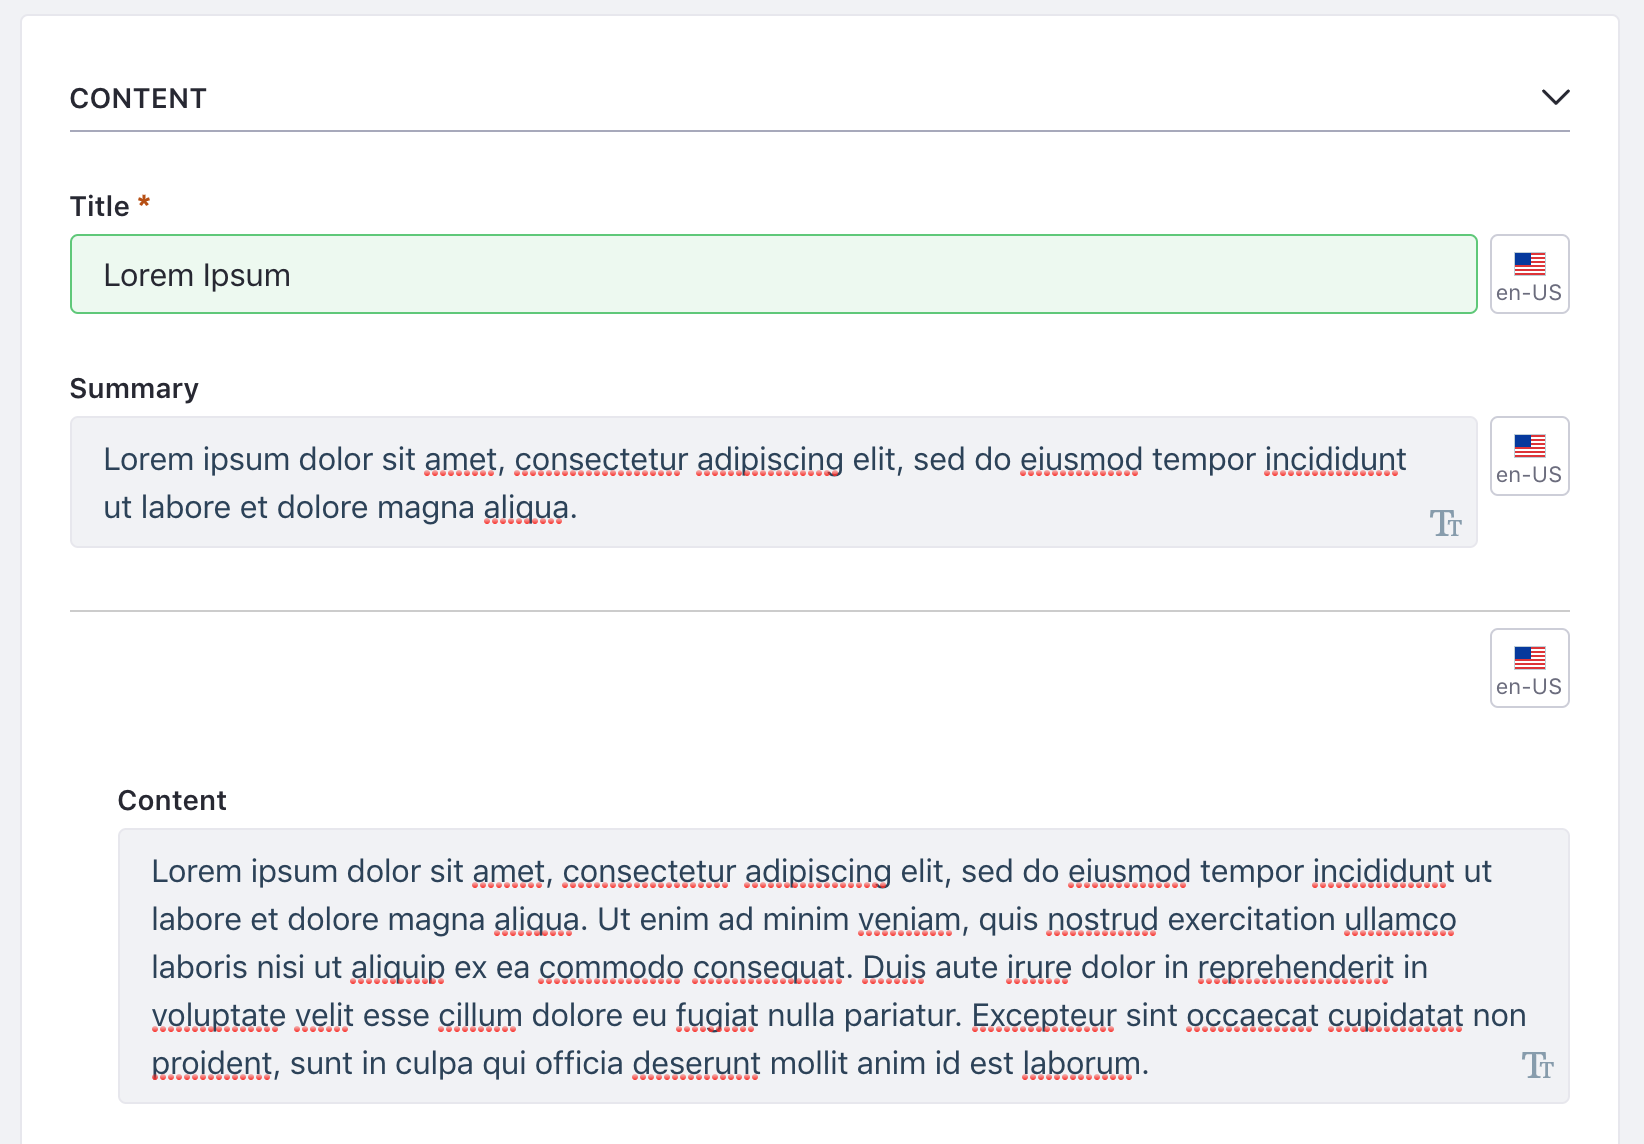 CONTENT
Title *
Lorem Ipsum
en-US
Summary
Lorem ipsum dolor sit amet, consectetur adipiscing elit, sed do eiusmod tempor incididunt
ut labore et dolore magna aliqua.
en-US
TT
en-US
Content
Lorem ipsum dolor sit amet, consectetur adipiscing elit, sed do eiusmod tempor incididunt ut
labore et dolore magna aliqua. Ut enim ad minim veniam, quis nostrud exercitation ullamco
laboris nisi ut aliquip ex ea commodo consequat. Duis aute irure dolor in reprehenderit in
voluptate velit esse cillum dolore eu fugiat nulla pariatur. Excepteur sint occaecat cupidatat non
proident, sunt in culpa qui officia deserunt mollit anim id est laborum.
TT